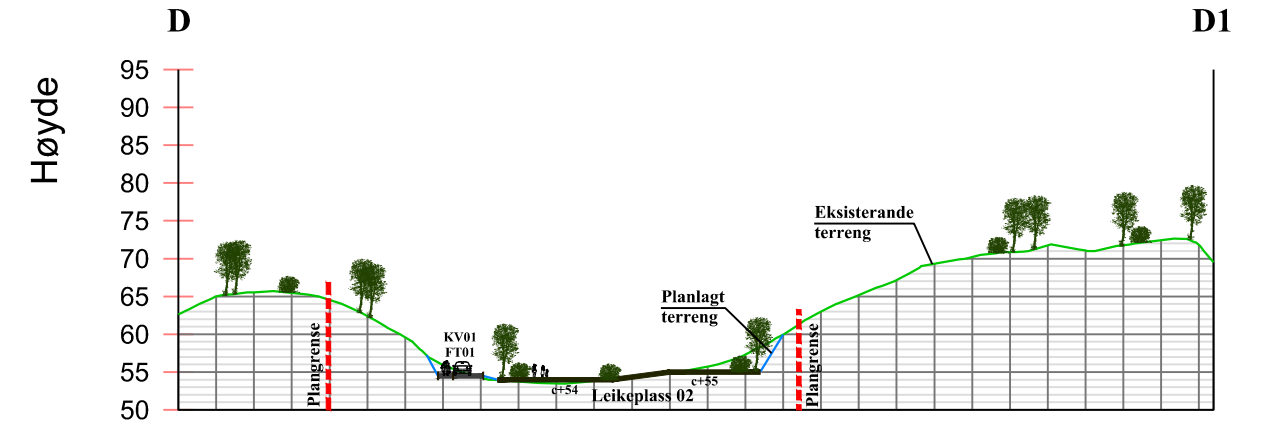 D
D1
Høyde
95
90
85
80
75
70
65
60
55
50
Eksisterande
terreng
Planlagt
terreng
KV01
FT01
Plangrense
Plangrense
c+54
c+55
Leikeplass 02